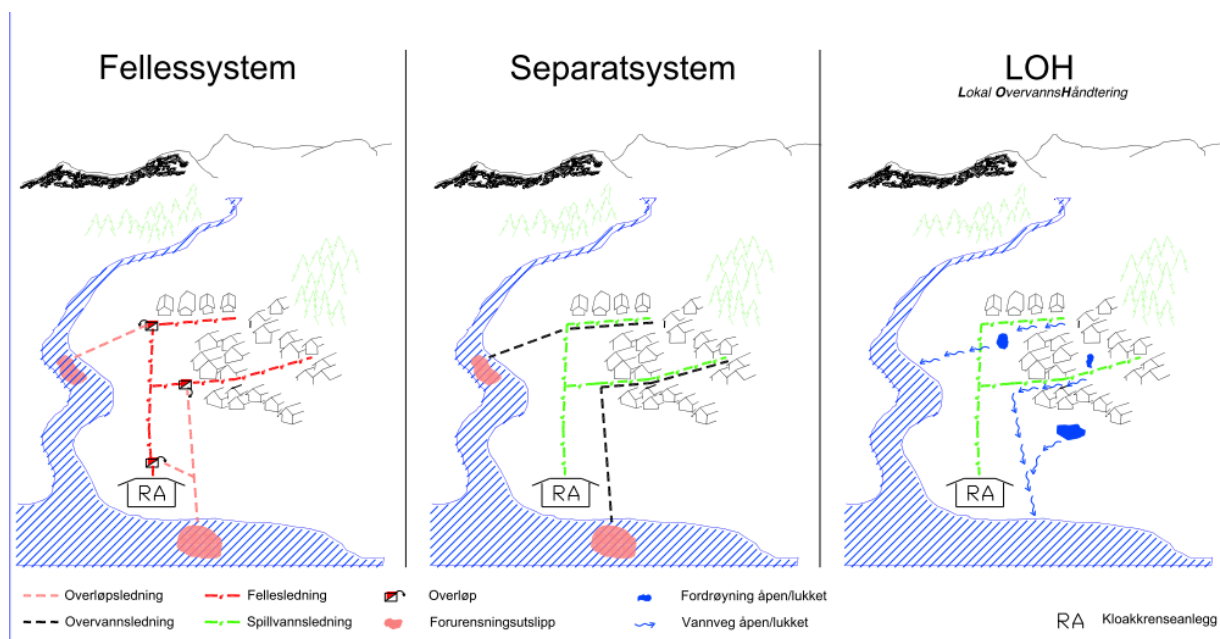 Fellessystem
Separatsystem
LOH
Lokal OvervannsHåndtering
RA
RA
RA
Overløpsledning
Fellesledning
Overløp
Fordrøyning åpen/lukket
Overvannsledning
Spillvannsledning
Forurensningsutslipp
Vannveg åpen/lukket
RA Kloakkrenseanlegg